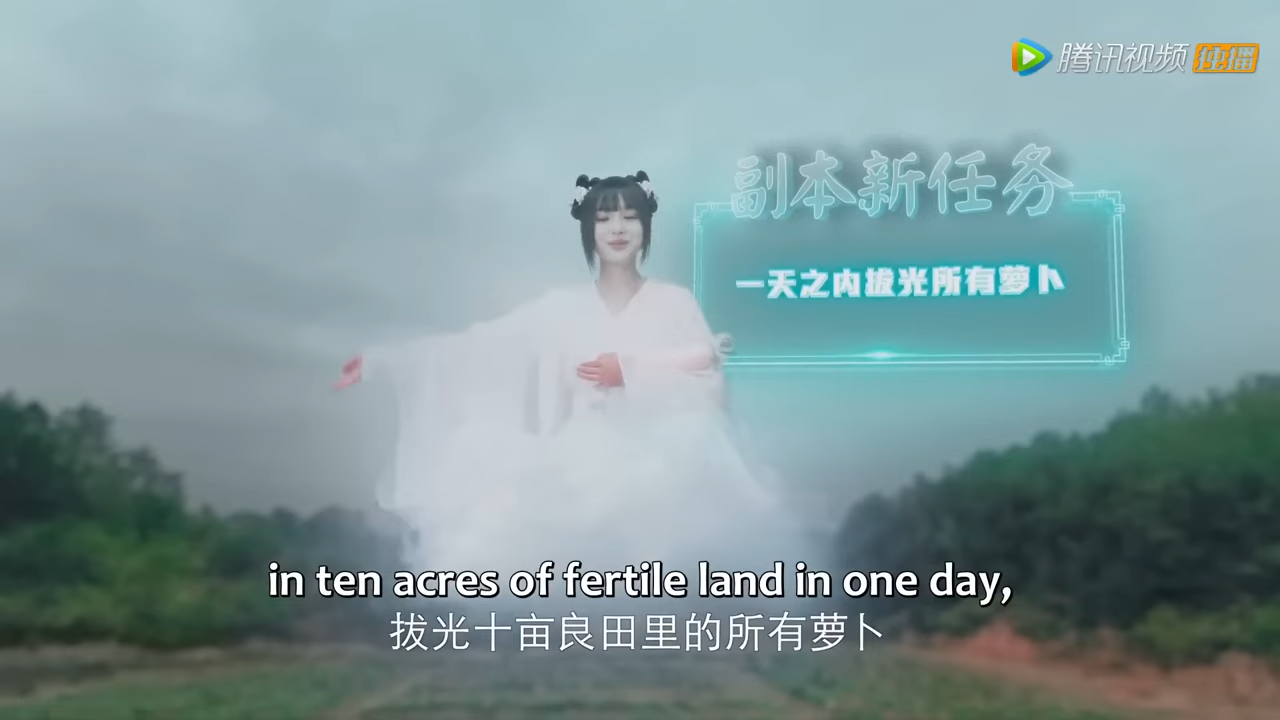 腾讯视频 独播
副本新任务
一天之内拔光所有萝卜
in ten acres of fertile land in one day,
拔光十亩良田里的所有萝卜